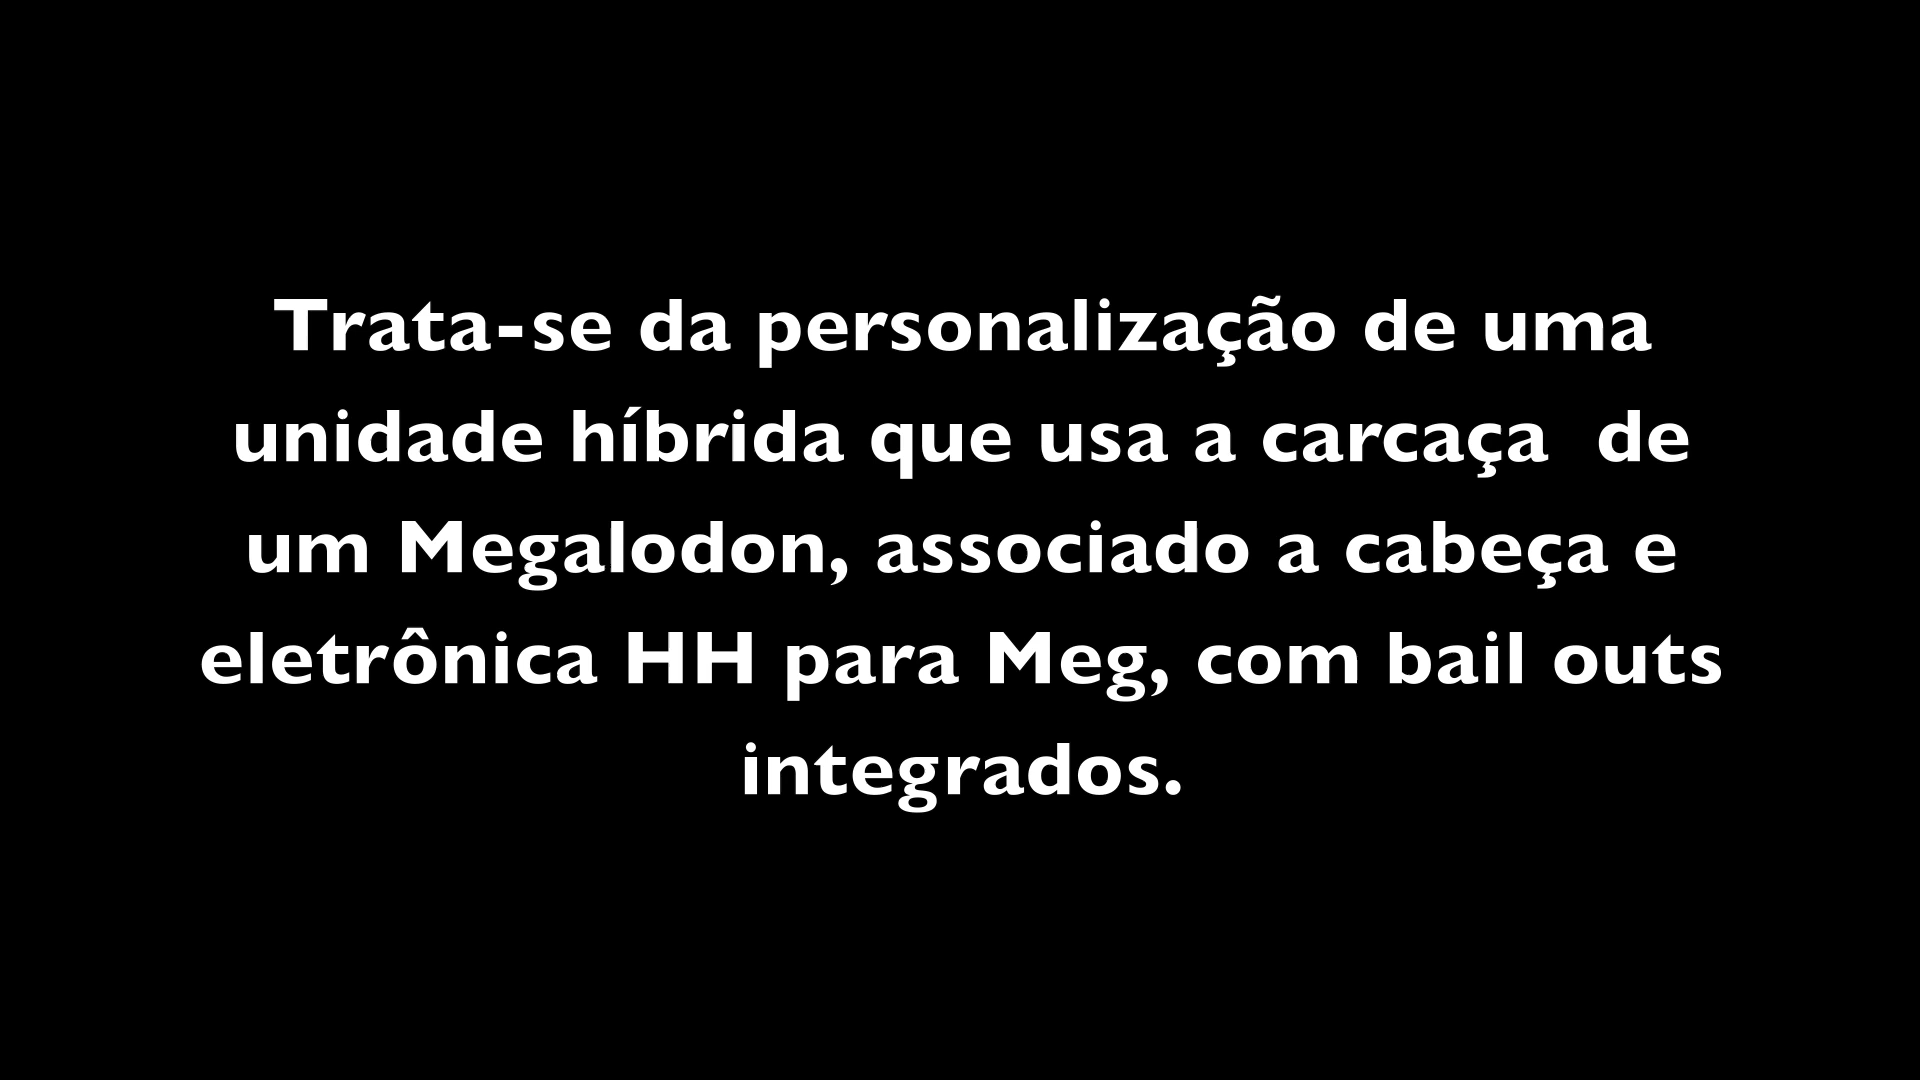 Trata-se da personalização de uma
unidade híbrida que usa a carcaça  de
um Megalodon, associado a cabeça e
eletrônica HH para Meg, com bail outs
integrados.